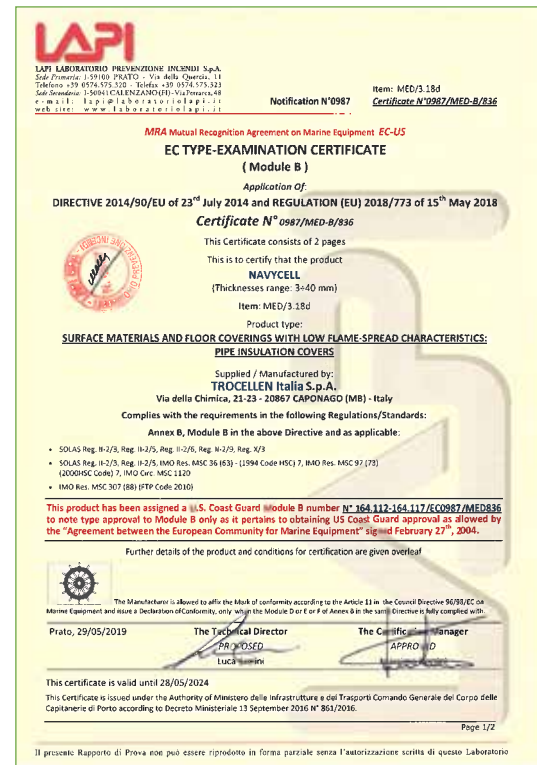 LAPI
LAPI LABORATORIO PREVENZIONE INCENDI S.p.A.
Sede Primaria: I-59100 PRATO - Via della Quercia, 11
Telefono +39 0574.575.320 - Telefax +39 0574.575.323
Sede Secondaria: I-50041 CALENZANO (FI) - Via Petrarca, 48
e-mail: lapi@laboratoriolapi.it
web site: www.laboratoriolapi.it
Notification N°0987
Item: MED/3.18d
Certificate N°0987/MED-B/836
MRA Mutual Recognition Agreement on Marine Equipment EC-US
EC TYPE-EXAMINATION CERTIFICATE
( Module B )
Application Of:
DIRECTIVE 2014/90/EU of 23rd July 2014 and REGULATION (EU) 2018/773 of 15th May 2018
Certificate N° 0987/MED-B/836
This Certificate consists of 2 pages
This is to certify that the product
NAVYCELL
(Thicknesses range: 3÷40 mm)
Item: MED/3.18d
Product type:
SURFACE MATERIALS AND FLOOR COVERINGS WITH LOW FLAME-SPREAD CHARACTERISTICS:
PIPE INSULATION COVERS
Supplied / Manufactured by:
TROCELLEN Italia S.p.A.
Via della Chimica, 21-23 - 20867 CAPONAGO (MB) - Italy
Complies with the requirements in the following Regulations/Standards:
Annex B, Module B in the above Directive and as applicable:
• SOLAS Reg. II-2/3, Reg. II-2/5, Reg. II-2/6, Reg. II-2/9, Reg. X/3
• SOLAS Reg. II-2/3, Reg. II-2/5, IMO Res. MSC 36 (63) - (1994 Code HSC) 7, IMO Res. MSC 97 (73)
(2000HSC Code) 7, IMO Circ. MSC 1120
• IMO Res. MSC 307 (88) (FTP Code 2010)
This product has been assigned a U.S. Coast Guard Module B number N° 164.112-164.117/EC0987/MED836
to note type approval to Module B only as it pertains to obtaining US Coast Guard approval as allowed by
the "Agreement between the European Community for Marine Equipment" signed February 27th, 2004.
Further details of the product and conditions for certification are given overleaf
The Manufacturer is allowed to affix the Mark of conformity according to the Article 11 in the Council Directive 96/98/EC on
Marine Equipment and issue a Declaration of Conformity, only when in the Module D or E or F of Annex B in the same Directive is fully complied with.
Prato, 29/05/2019
The Technical Director
PROPOSED
Luca
The Certification Manager
APPROVED
This certificate is valid until 28/05/2024
This Certificate is issued under the Authority of Ministero delle Infrastrutture e dei Trasporti Comando Generale del Corpo delle
Capitanerie di Porto according to Decreto Ministeriale 13 September 2016 N° 861/2016.
Page 1/2
Il presente Rapporto di Prova non può essere riprodotto in forma parziale senza l'autorizzazione scritta di questo Laboratorio